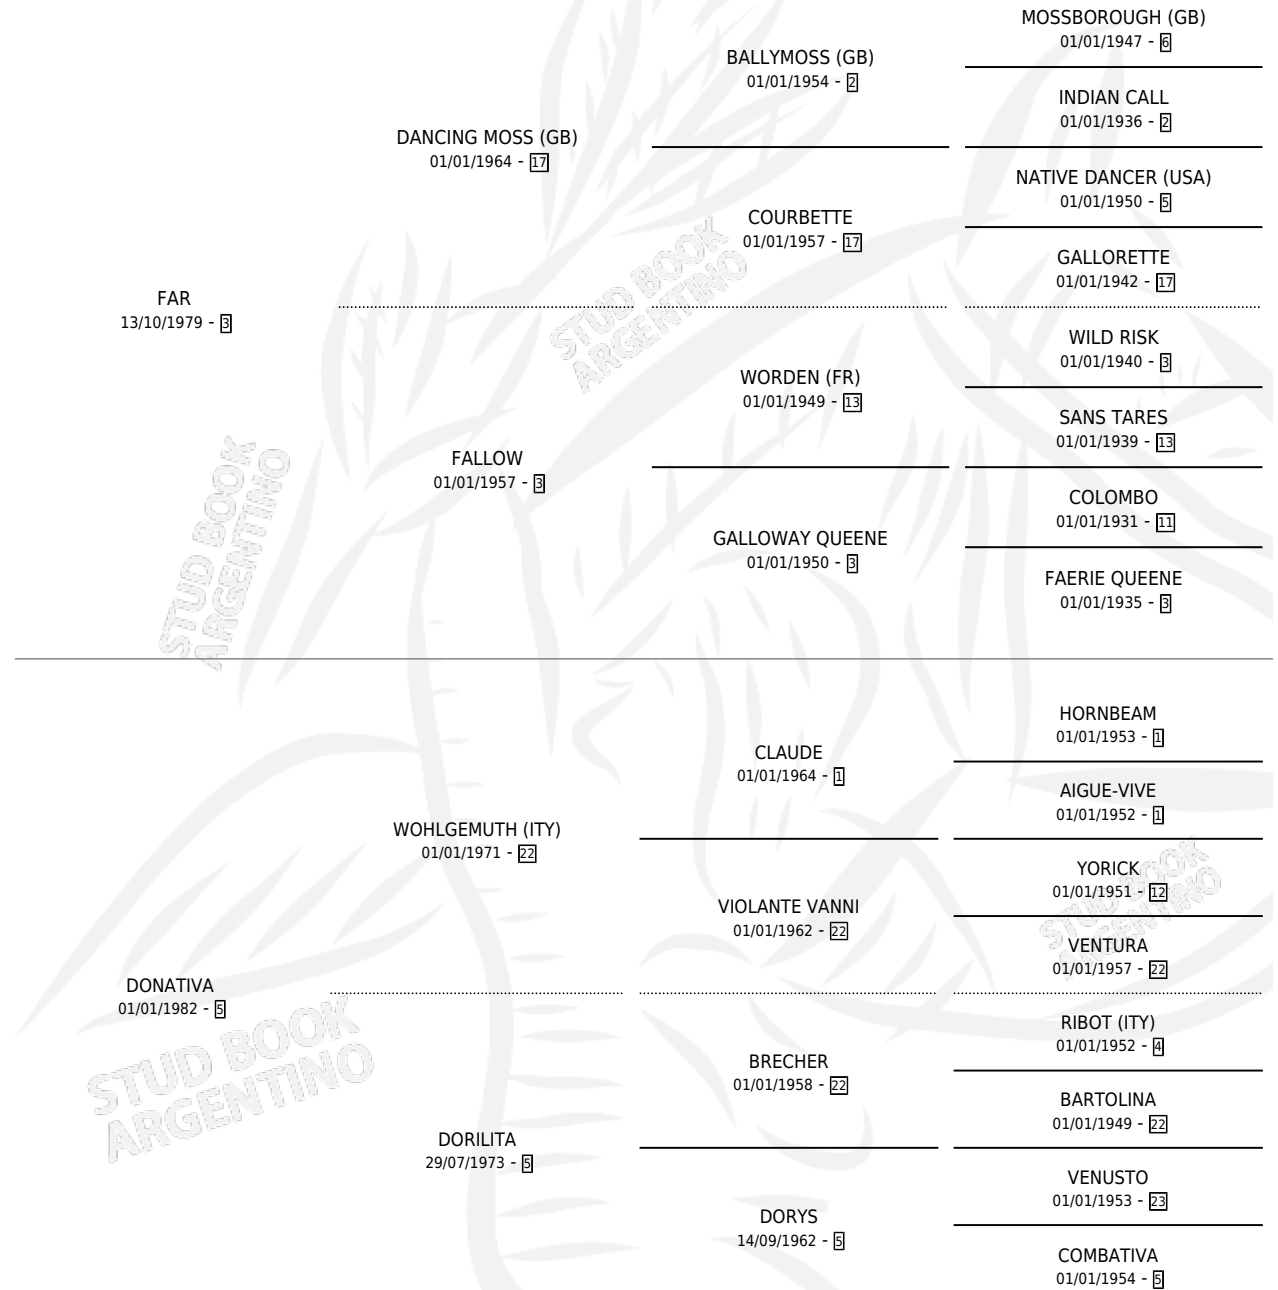 MOSSBOROUGH (GB)
01/01/1947 - 6
BALLYMOSS (GB)
01/01/1954 - 2
INDIAN CALL
01/01/1936 - 2
DANCING MOSS (GB)
01/01/1964 - 17
NATIVE DANCER (USA)
01/01/1950 - 5
COURBETTE
01/01/1957 - 17
GALLORETTE
01/01/1942 - 17
FAR
13/10/1979 - 3
WILD RISK
01/01/1940 - 3
WORDEN (FR)
01/01/1949 - 13
SANS TARES
01/01/1939 - 13
FALLOW
01/01/1957 - 3
COLOMBO
01/01/1931 - 11
GALLOWAY QUEENE
01/01/1950 - 3
FAERIE QUEENE
01/01/1935 - 3
STUD BOOK
ARGENTINO
STUD BOOK
ARGENTINO
HORNBEAM
01/01/1953 - 1
CLAUDE
01/01/1964 - 1
AIGUE-VIVE
01/01/1952 - 1
WOHLGEMUTH (ITY)
01/01/1971 - 22
YORICK
01/01/1951 - 12
VIOLANTE VANNI
01/01/1962 - 22
VENTURA
01/01/1957 - 22
DONATIVA
01/01/1982 - 5
RIBOT (ITY)
01/01/1952 - 4
BRECHER
01/01/1958 - 22
BARTOLINA
01/01/1949 - 22
DORILITA
29/07/1973 - 5
VENUSTO
01/01/1953 - 23
DORYS
14/09/1962 - 5
COMBATIVA
01/01/1954 - 5
STUD BOOK
ARGENTINO
STUD BOOK
ARGENTINO